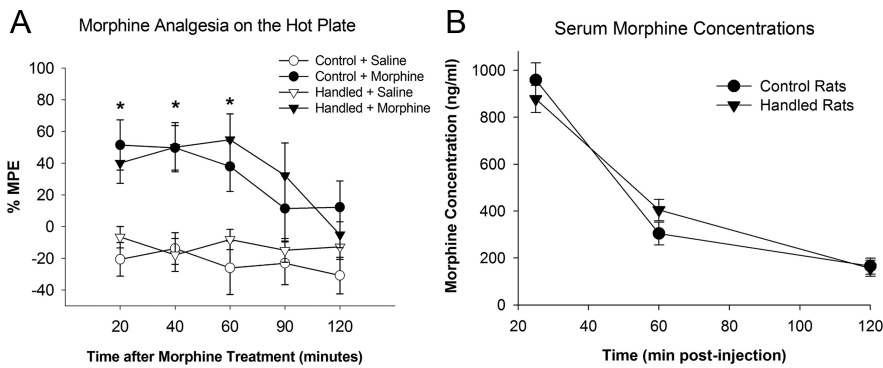 A
Morphine Analgesia on the Hot Plate
Control + Saline
Control + Morphine
Handled + Saline
Handled + Morphine
100
80
60
40
20
0
-20
-40
% MPE
* * *
20 40 60 90 120
Time after Morphine Treatment (minutes)
B
Serum Morphine Concentrations
Control Rats
Handled Rats
1000
800
600
400
200
0
Morphine Concentration (ng/ml)
20 40 60 80 100 120
Time (min post-injection)